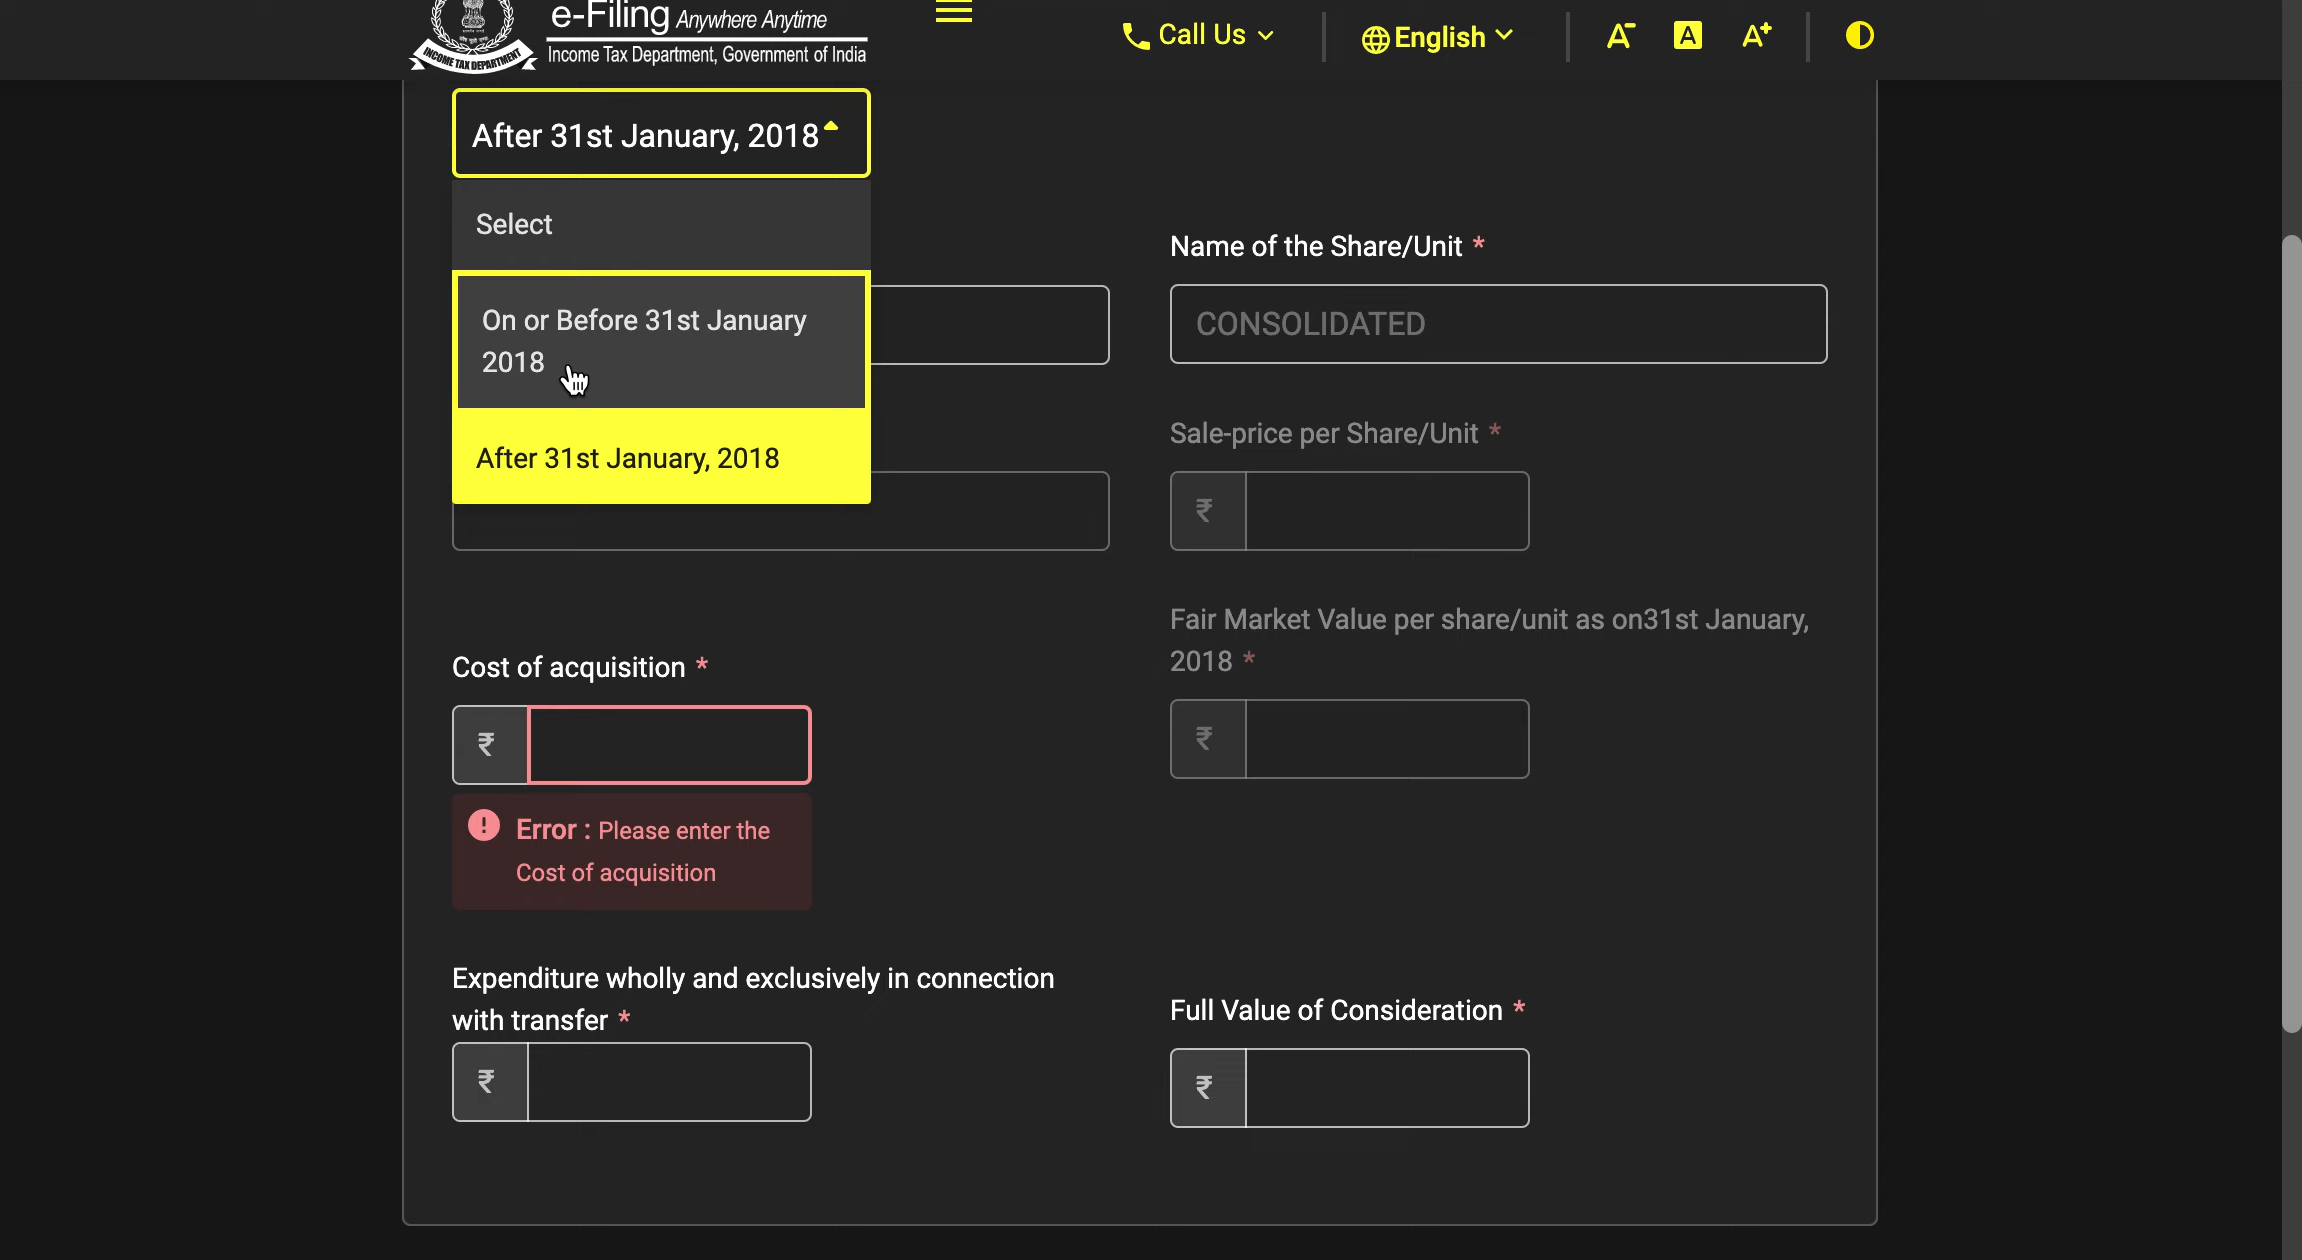 e-Filing Anywhere Anytime
Income Tax Department, Government of India
INCOME TAX DEPARTMENT
Call Us
English
A-
A
A+
After 31st January, 2018
Select
On or Before 31st January
2018
After 31st January, 2018
Name of the Share/Unit *
CONSOLIDATED
Sale-price per Share/Unit *
₹
Fair Market Value per share/unit as on31st January,
2018 *
₹
Cost of acquisition *
₹
Error : Please enter the
Cost of acquisition
Expenditure wholly and exclusively in connection
with transfer *
₹
Full Value of Consideration *
₹